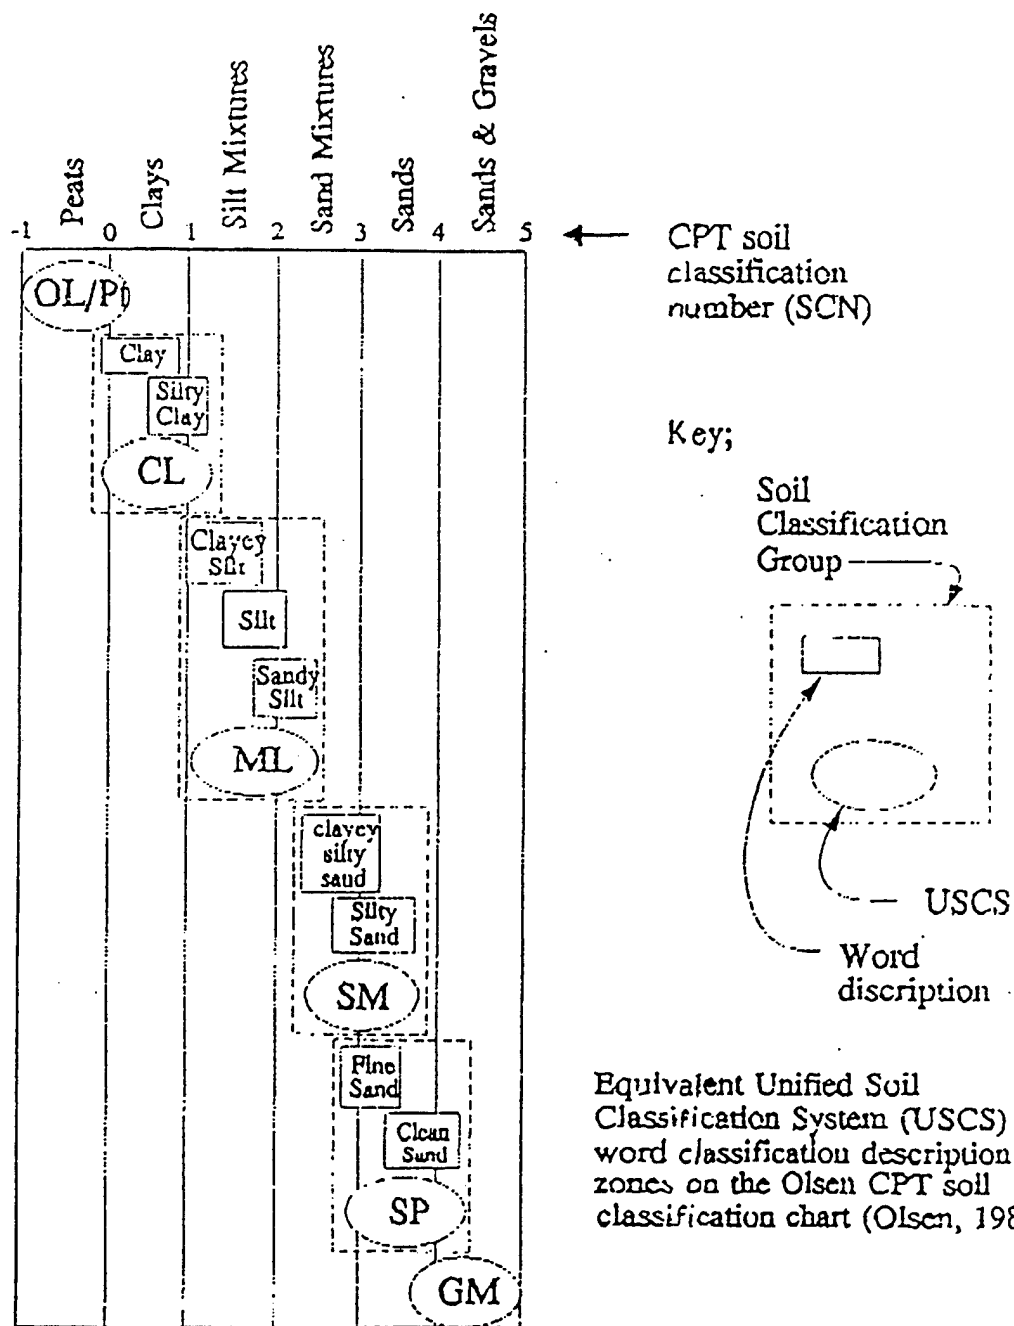 Peats
Clays
Silt Mixtures
Sand Mixtures
Sands
Sands & Gravels
-1 0 1 2 3 4 5
CPT soil
classification
number (SCN)
OL/Pt
Clay
Silty
Clay
CL
Clayey
Silt
Silt
Sandy
Silt
ML
clayey
silty
sand
Silty
Sand
SM
Fine
Sand
Clean
Sand
SP
GM
Key;
Soil
Classification
Group
USCS
Word
discription
Equivalent Unified Soil
Classification System (USCS)
word classification description
zones on the Olsen CPT soil
classification chart (Olsen, 198